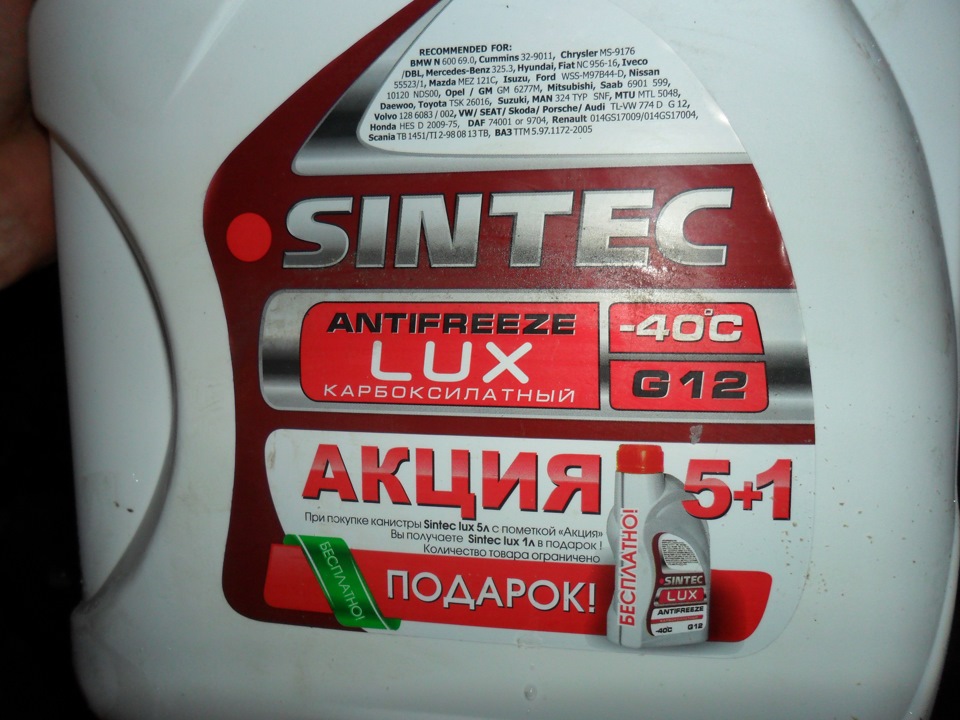 RECOMMENDED FOR:
BMW N 600 69.0, Cummins 32-9011, Chrysler MS-9176
/DBL, Mercedes-Benz 325.3, Hyundai, Fiat NC 956-16, Iveco
55523/1, Mazda MEZ 121C, Isuzu, Ford WSS-M97B44-D, Nissan
10120 NDS00, Opel / GM GM 6277M, Mitsubishi, Saab 6901 599,
Daewoo, Toyota TSK 26016, Suzuki, MAN 324 TYP SNF, MTU MTL 5048,
Volvo 128 6083 / 002, VW/ SEAT/ Skoda/ Porsche/ Audi TL-VW 774 D G 12,
Honda HES D 2009-75, DAF 74001 or 9704, Renault 014GS17009/014GS17004,
Scania TB 1451/TI 2-98 08 13 TB, ВАЗ ТТМ 5.97.1172-2005
SINTEC
ANTIFREEZE
LUX
КАРБОКСИЛАТНЫЙ
-40°C
G 12
АКЦИЯ 5+1
При покупке канистры Sintec lux 5л с пометкой «Акция»
Вы получаете Sintec lux 1л в подарок !
Количество товара ограничено
БЕСПЛАТНО!
ПОДАРОК!
БЕСПЛАТНО!
SINTEC
LUX
ANTIFREEZE
-40°C G 12